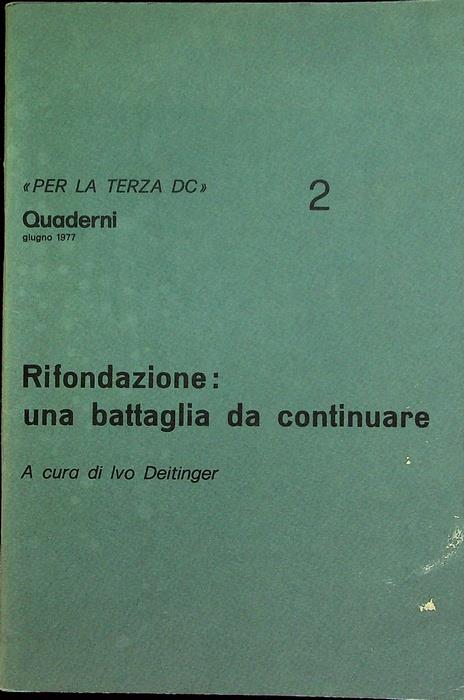 «PER LA TERZA DC»
2
Quaderni
giugno 1977
Rifondazione:
una battaglia da continuare
A cura di Ivo Deitinger